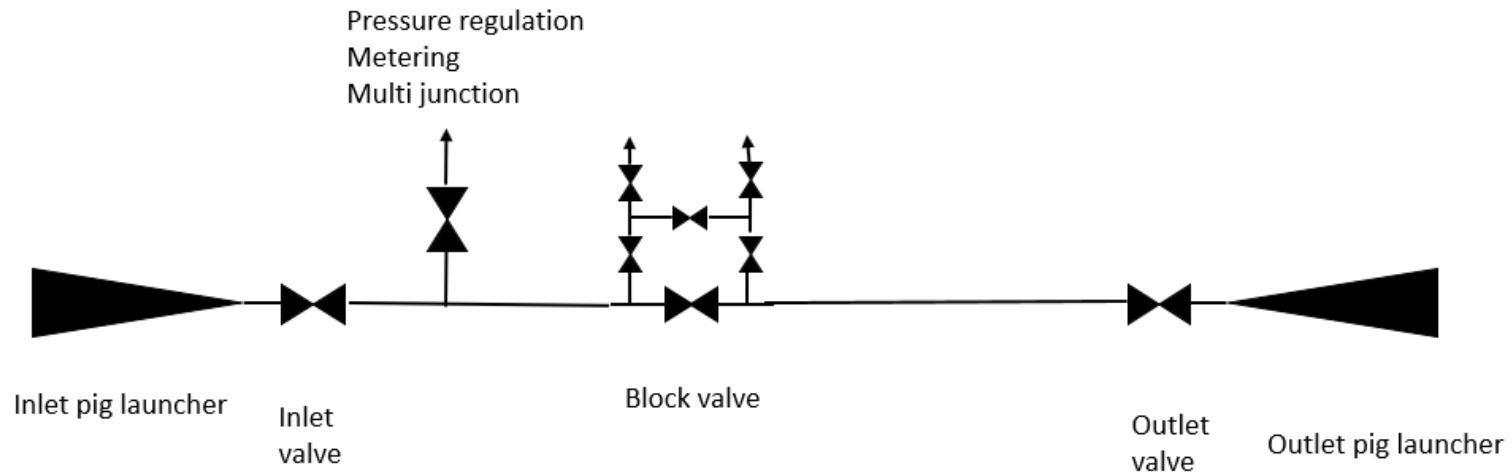 Pressure regulation
Metering
Multi junction
Inlet pig launcher
Inlet
valve
Block valve
Outlet
valve
Outlet pig launcher